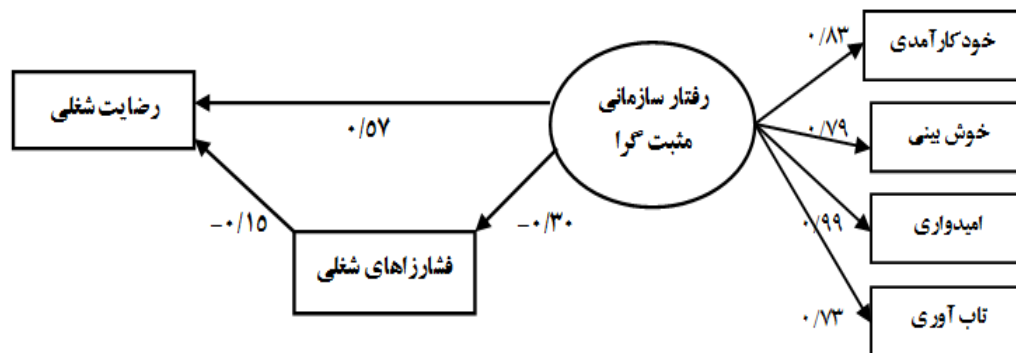 خودکارآمدی
۰/۸۳
رفتار سازمانی
مثبت گرا
رضایت شغلی
۰/۵۷
۰/۷۹
خوش بینی
−۰/۱۵
−۰/۳۰
۰/۹۹
امیدواری
فشارزاهای شغلی
۰/۷۳
تاب آوری